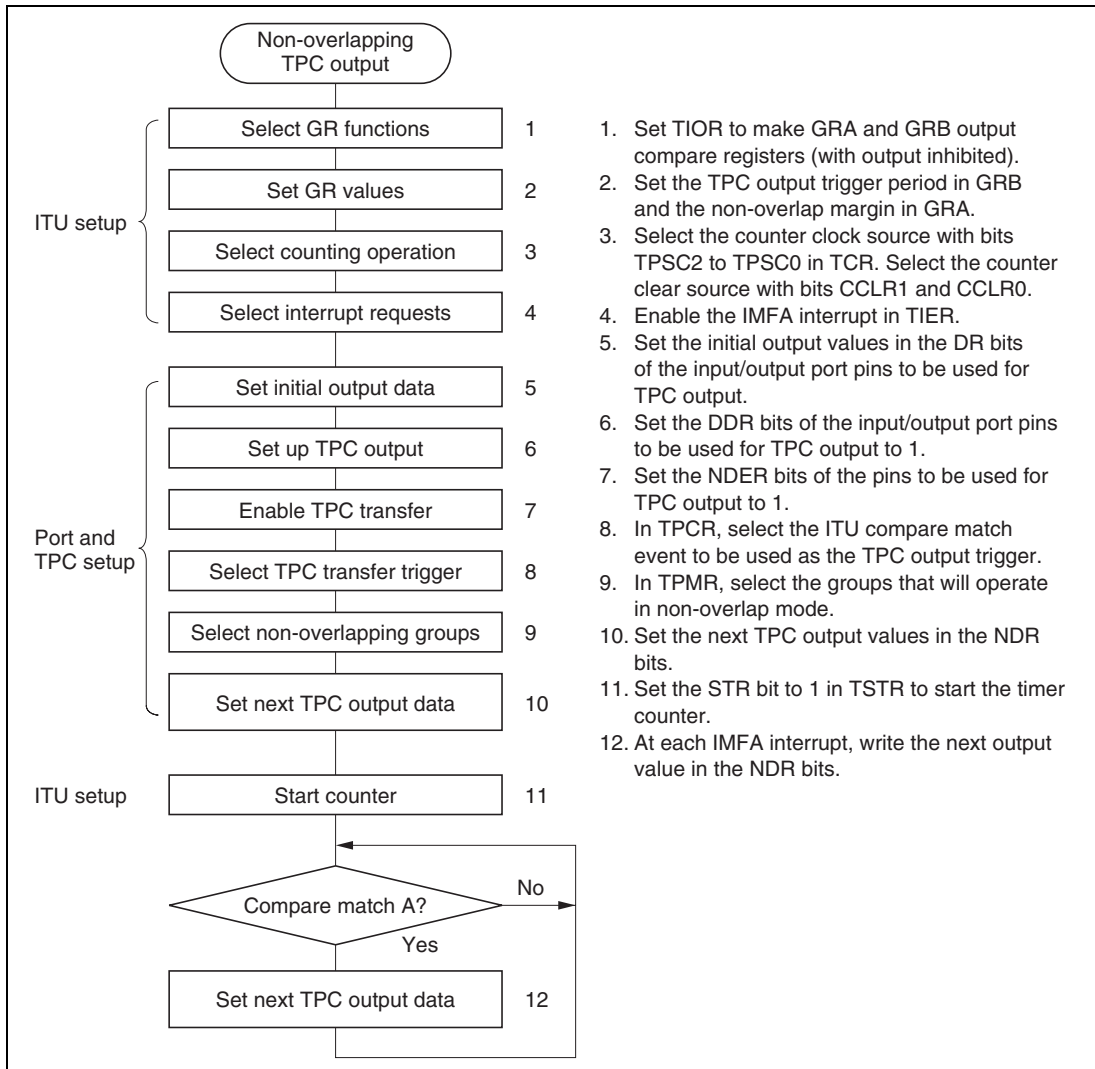 Non-overlapping
TPC output
ITU setup
Select GR functions 1
Set GR values 2
Select counting operation 3
Select interrupt requests 4
Port and
TPC setup
Set initial output data 5
Set up TPC output 6
Enable TPC transfer 7
Select TPC transfer trigger 8
Select non-overlapping groups 9
Set next TPC output data 10
ITU setup
Start counter 11
Compare match A?
No
Yes
Set next TPC output data 12
1. Set TIOR to make GRA and GRB output
compare registers (with output inhibited).
2. Set the TPC output trigger period in GRB
and the non-overlap margin in GRA.
3. Select the counter clock source with bits
TPSC2 to TPSC0 in TCR. Select the counter
clear source with bits CCLR1 and CCLR0.
4. Enable the IMFA interrupt in TIER.
5. Set the initial output values in the DR bits
of the input/output port pins to be used for
TPC output.
6. Set the DDR bits of the input/output port pins
to be used for TPC output to 1.
7. Set the NDER bits of the pins to be used for
TPC output to 1.
8. In TPCR, select the ITU compare match
event to be used as the TPC output trigger.
9. In TPMR, select the groups that will operate
in non-overlap mode.
10. Set the next TPC output values in the NDR
bits.
11. Set the STR bit to 1 in TSTR to start the timer
counter.
12. At each IMFA interrupt, write the next output
value in the NDR bits.